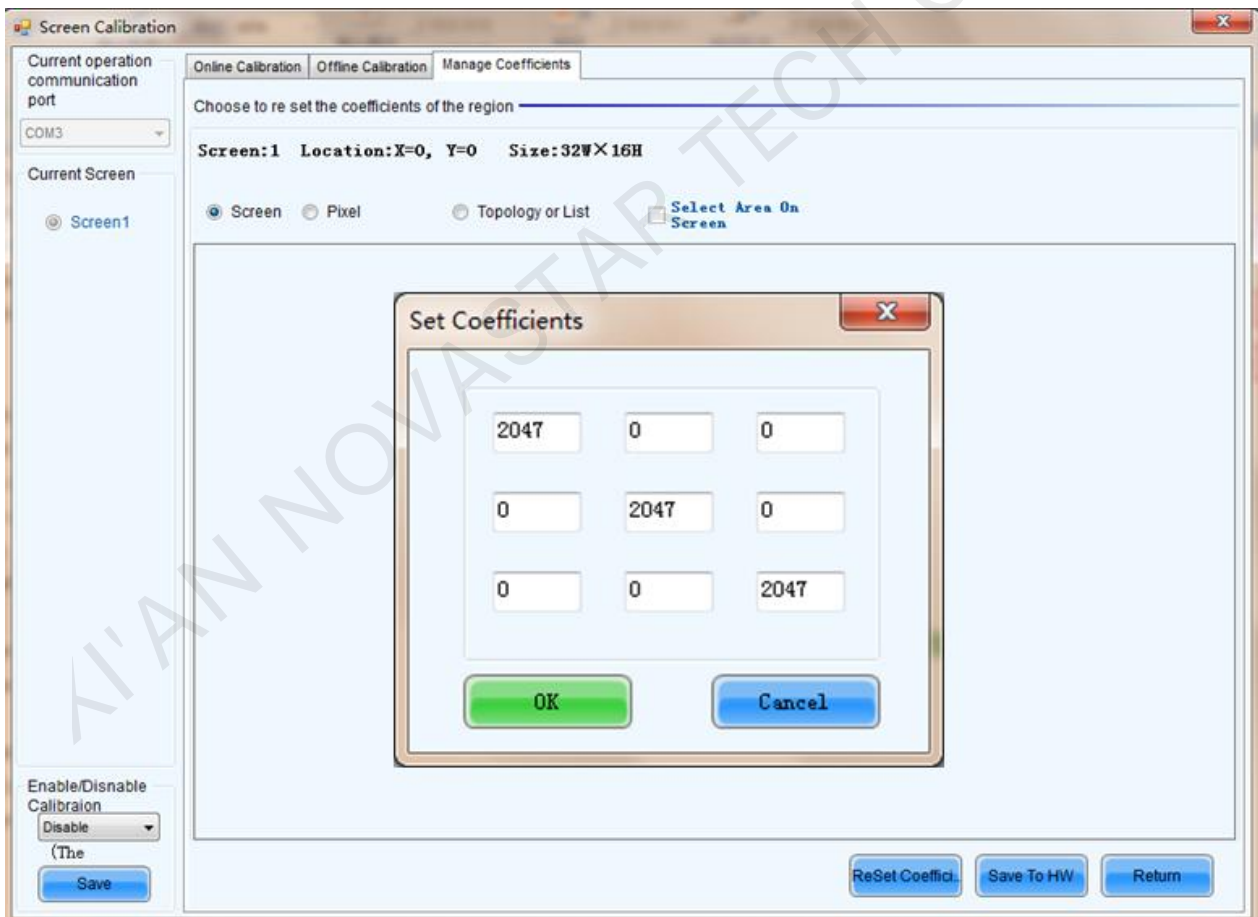 Screen Calibration
Current operation
communication
port
COM3
Current Screen
Screen1
Enable/Disnable
Calibraion
Disable
(The
Save
Online Calibration Offline Calibration Manage Coefficients
Choose to re set the coefficients of the region
Screen:1 Location:X=0, Y=0 Size:32W×16H
Screen Pixel Topology or List Select Area On
Screen
Set Coefficients
2047 0 0
0 2047 0
0 0 2047
OK Cancel
ReSet Coeffici.. Save To HW Return
XI'AN NOVASTAR TECH